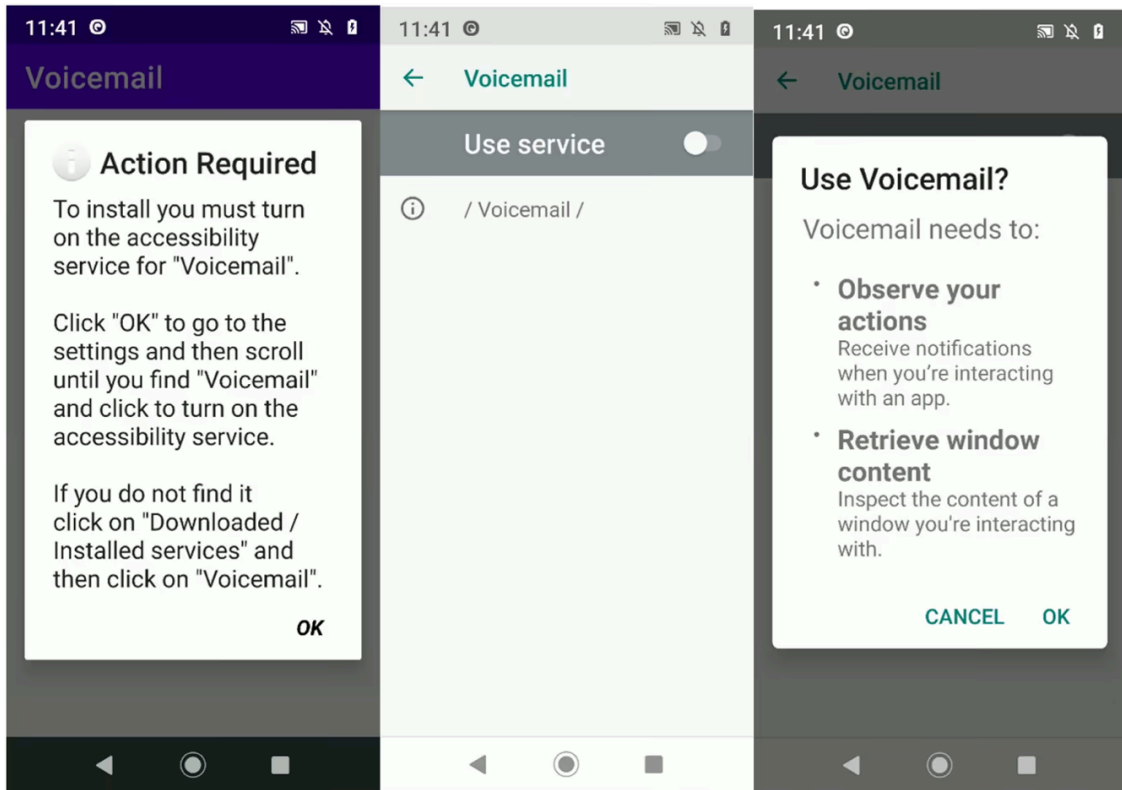 11:41
Voicemail
Action Required
To install you must turn
on the accessibility
service for "Voicemail".
Click "OK" to go to the
settings and then scroll
until you find "Voicemail"
and click to turn on the
accessibility service.
If you do not find it
click on "Downloaded /
Installed services" and
then click on "Voicemail".
OK
11:41
Voicemail
Use service
/ Voicemail /
11:41
Voicemail
Use Voicemail?
Voicemail needs to:
• Observe your
actions
Receive notifications
when you're interacting
with an app.
• Retrieve window
content
Inspect the content of a
window you're interacting
with.
CANCEL OK